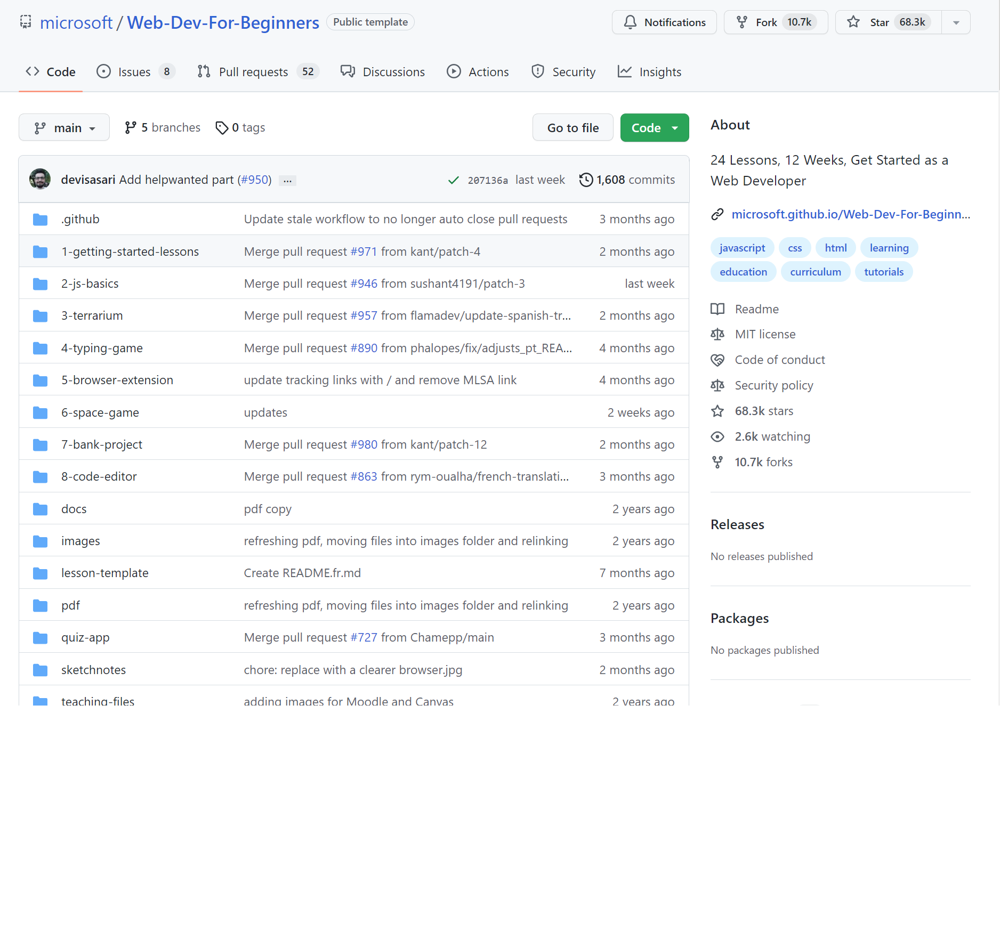 microsoft / Web-Dev-For-Beginners Public template Notifications Fork 10.7k Star 68.3k
Code Issues 8 Pull requests 52 Discussions Actions Security Insights
main 5 branches 0 tags Go to file Code
devisasari Add helpwanted part (#950) ... 207136a last week 1,608 commits
.github Update stale workflow to no longer auto close pull requests 3 months ago
1-getting-started-lessons Merge pull request #971 from kant/patch-4 2 months ago
2-js-basics Merge pull request #946 from sushant4191/patch-3 last week
3-terrarium Merge pull request #957 from flamadev/update-spanish-tr... 2 months ago
4-typing-game Merge pull request #890 from phalopes/fix/adjusts_pt_REA... 4 months ago
5-browser-extension update tracking links with / and remove MLSA link 4 months ago
6-space-game updates 2 weeks ago
7-bank-project Merge pull request #980 from kant/patch-12 2 months ago
8-code-editor Merge pull request #863 from rym-oualha/french-translati... 3 months ago
docs pdf copy 2 years ago
images refreshing pdf, moving files into images folder and relinking 2 years ago
lesson-template Create README.fr.md 7 months ago
pdf refreshing pdf, moving files into images folder and relinking 2 years ago
quiz-app Merge pull request #727 from Chamepp/main 3 months ago
sketchnotes chore: replace with a clearer browser.jpg 2 months ago
teaching-files adding images for Moodle and Canvas 2 years ago
About
24 Lessons, 12 Weeks, Get Started as a
Web Developer
microsoft.github.io/Web-Dev-For-Beginn...
javascript css html learning
education curriculum tutorials
Readme
MIT license
Code of conduct
Security policy
68.3k stars
2.6k watching
10.7k forks
Releases
No releases published
Packages
No packages published